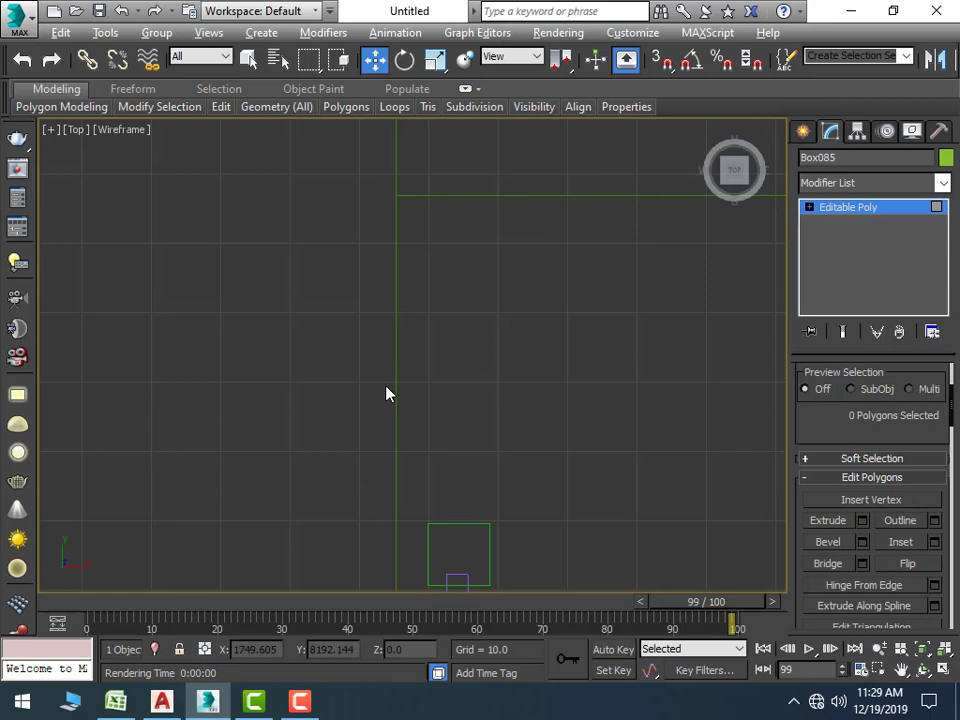 MAX
Workspace: Default
Untitled
Type a keyword or phrase
Edit Tools Group Views Create Modifiers Animation Graph Editors Rendering Customize MAXScript Help
All
View
3
%
ABC
Create Selection Se
Modeling Freeform Selection Object Paint Populate
Polygon Modeling Modify Selection Edit Geometry (All) Polygons Loops Tris Subdivision Visibility Align Properties
[+] [Top] [Wireframe]
TOP
Box085
Modifier List
Editable Poly
Preview Selection
Off SubObj Multi
0 Polygons Selected
+ Soft Selection
- Edit Polygons
Insert Vertex
Extrude Outline
Bevel Inset
Bridge Flip
Hinge From Edge
Extrude Along Spline
Edit Triangulation
y
x
< 99 / 100 >
0 10 20 30 40 50 60 70 80 90 100
1 Object X: 1749.605 Y: 8192.144 Z: 0.0 Grid = 10.0 Auto Key Selected
Welcome to M
Rendering Time 0:00:00 Add Time Tag Set Key Key Filters... 99
11:29 AM
12/19/2019